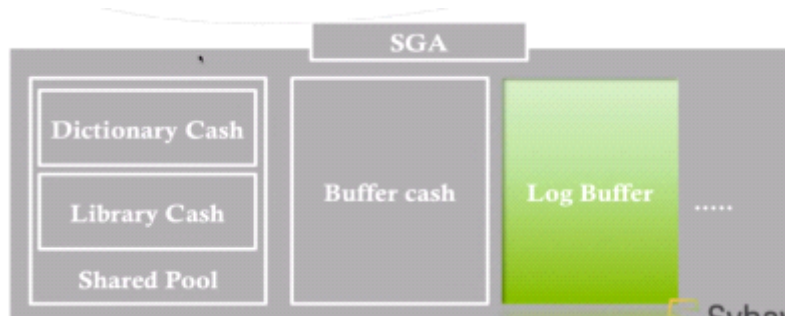 SGA
Dictionary Cash
Library Cash
Shared Pool
Buffer cash
Log Buffer
.....